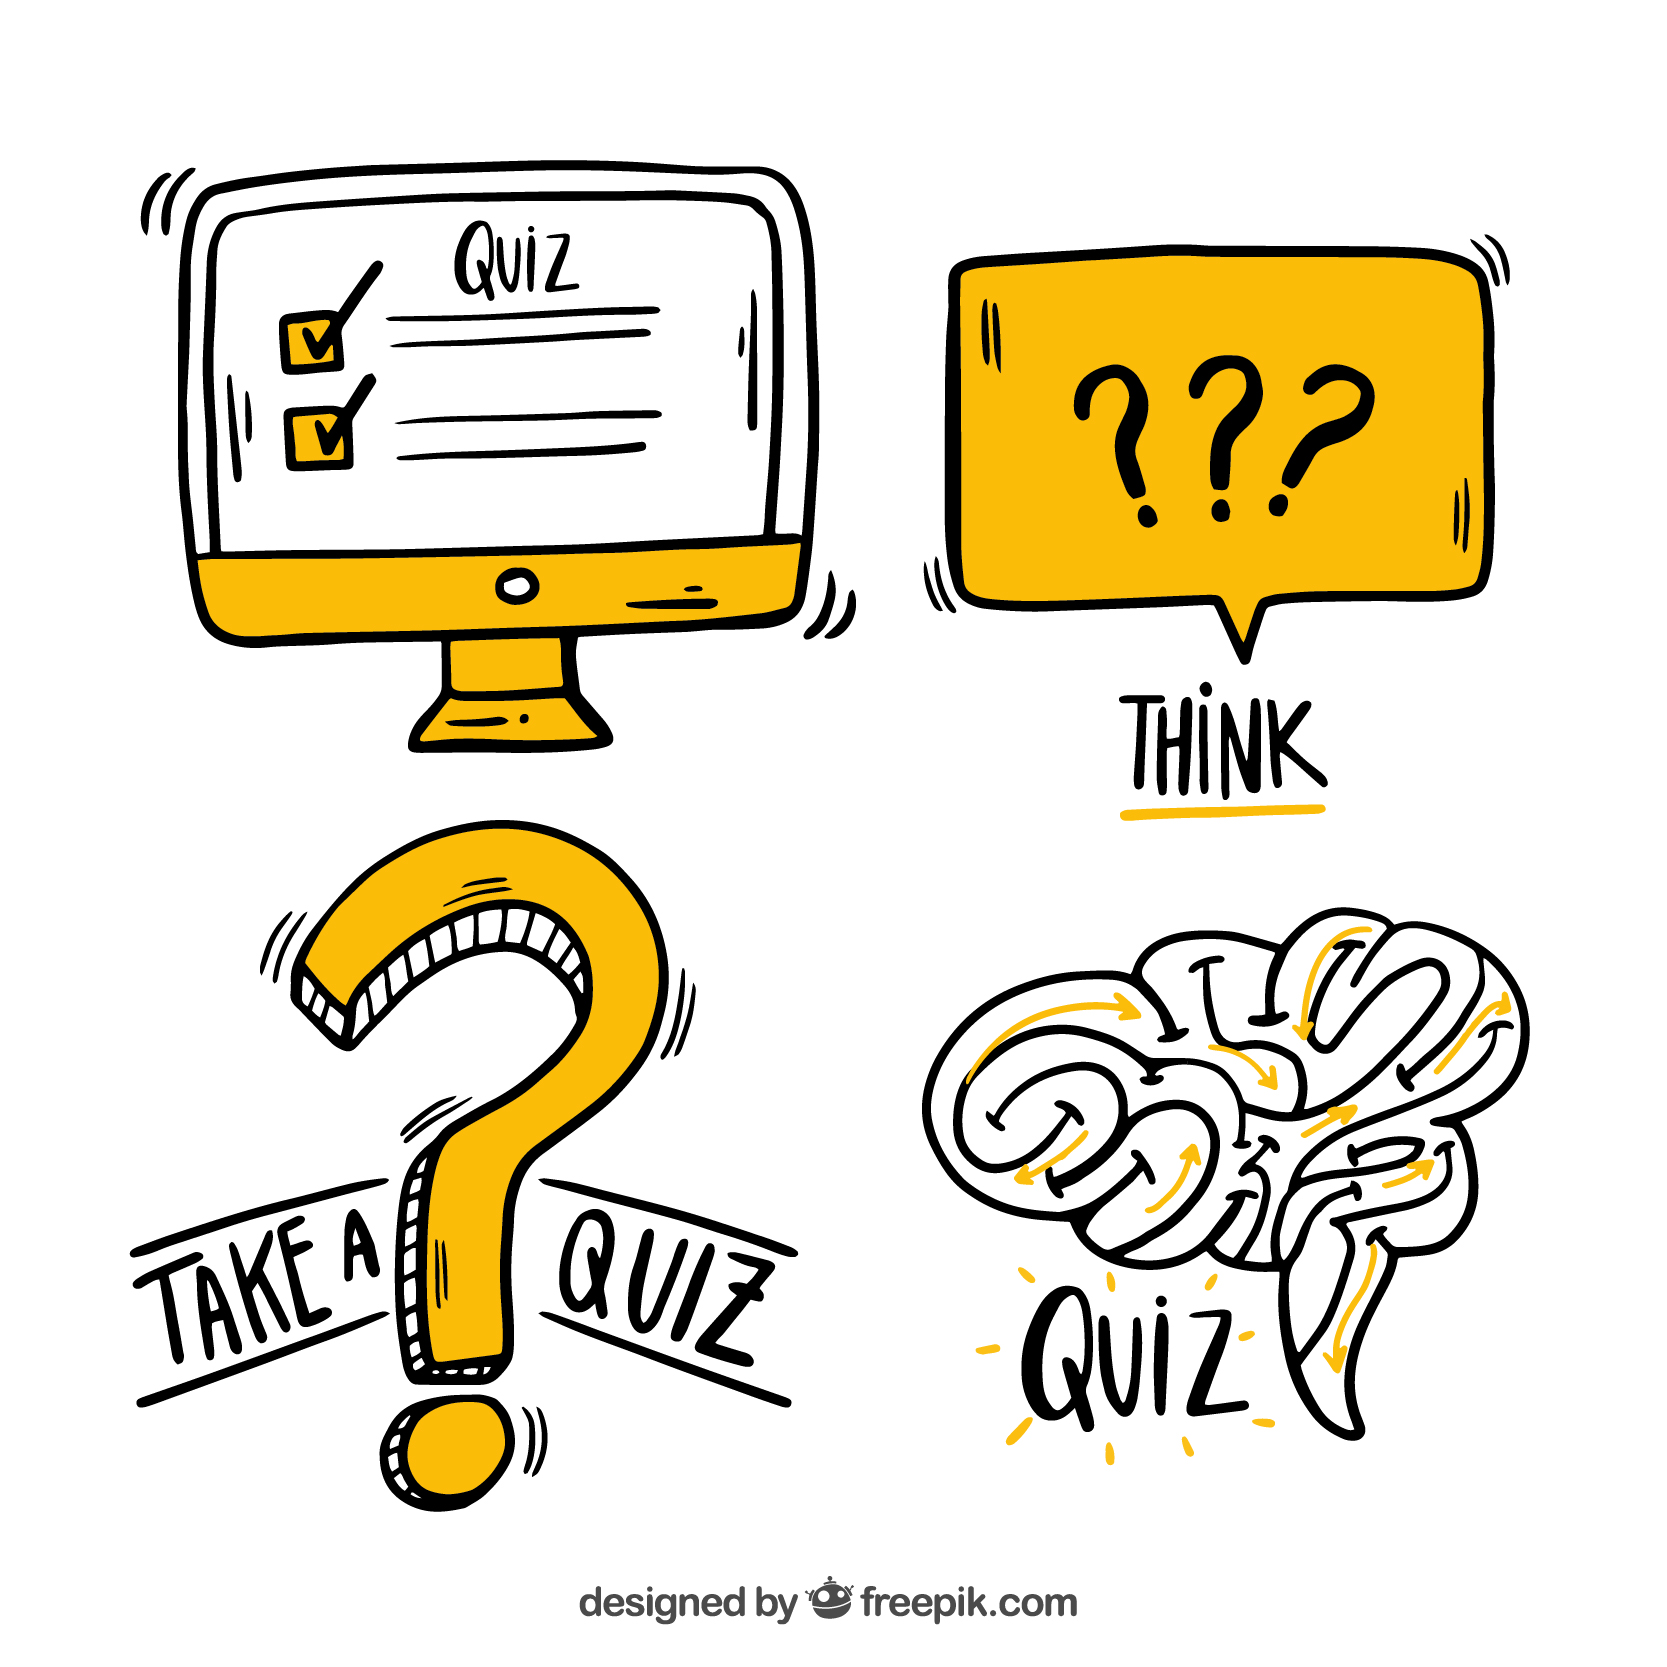 QUiZ
???
THiNK
TAKE A QUIZ
QUiZ
designed by freepik.com